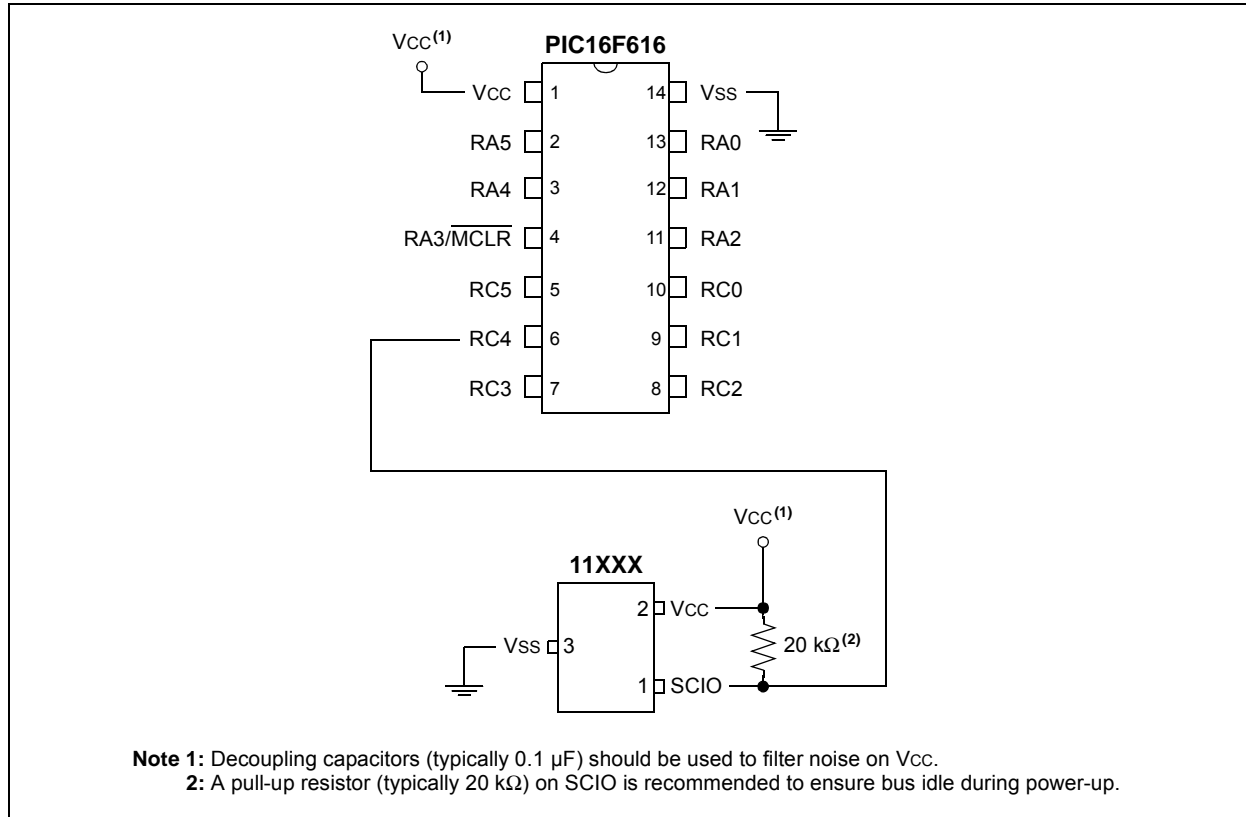 PIC16F616
VCC(1)
VCC 1 14 VSS
RA5 2 13 RA0
RA4 3 12 RA1
RA3/MCLR 4 11 RA2
RC5 5 10 RC0
RC4 6 9 RC1
RC3 7 8 RC2
VCC(1)
11XXX
2 VCC
VSS 3
20 kΩ(2)
1 SCIO
Note 1: Decoupling capacitors (typically 0.1 µF) should be used to filter noise on VCC.
2: A pull-up resistor (typically 20 kΩ) on SCIO is recommended to ensure bus idle during power-up.